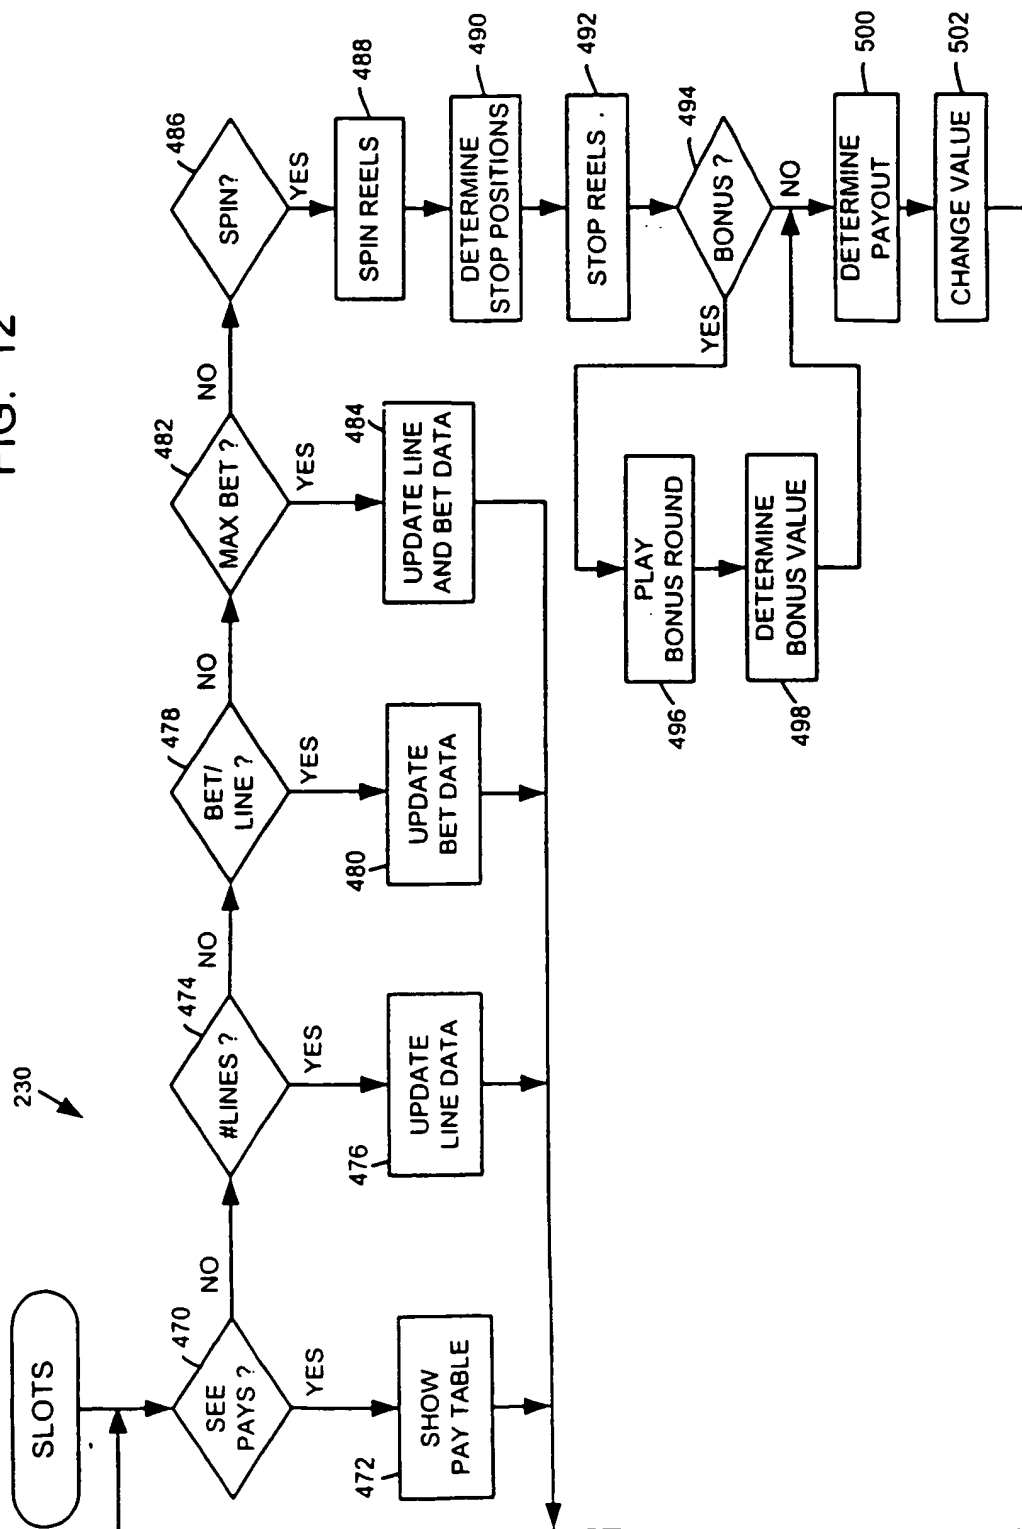 FIG. 12
230
SLOTS
470
SEE
PAYS ?
NO
YES
472
SHOW
PAY TABLE
474
#LINES ?
NO
YES
476
UPDATE
LINE DATA
478
BET/
LINE ?
NO
YES
480
UPDATE
BET DATA
482
MAX BET ?
NO
YES
484
UPDATE LINE
AND BET DATA
486
SPIN?
YES
488
SPIN REELS
490
DETERMINE
STOP POSITIONS
492
STOP REELS
494
BONUS ?
YES
NO
496
PLAY
BONUS ROUND
498
DETERMINE
BONUS VALUE
500
DETERMINE
PAYOUT
502
CHANGE VALUE